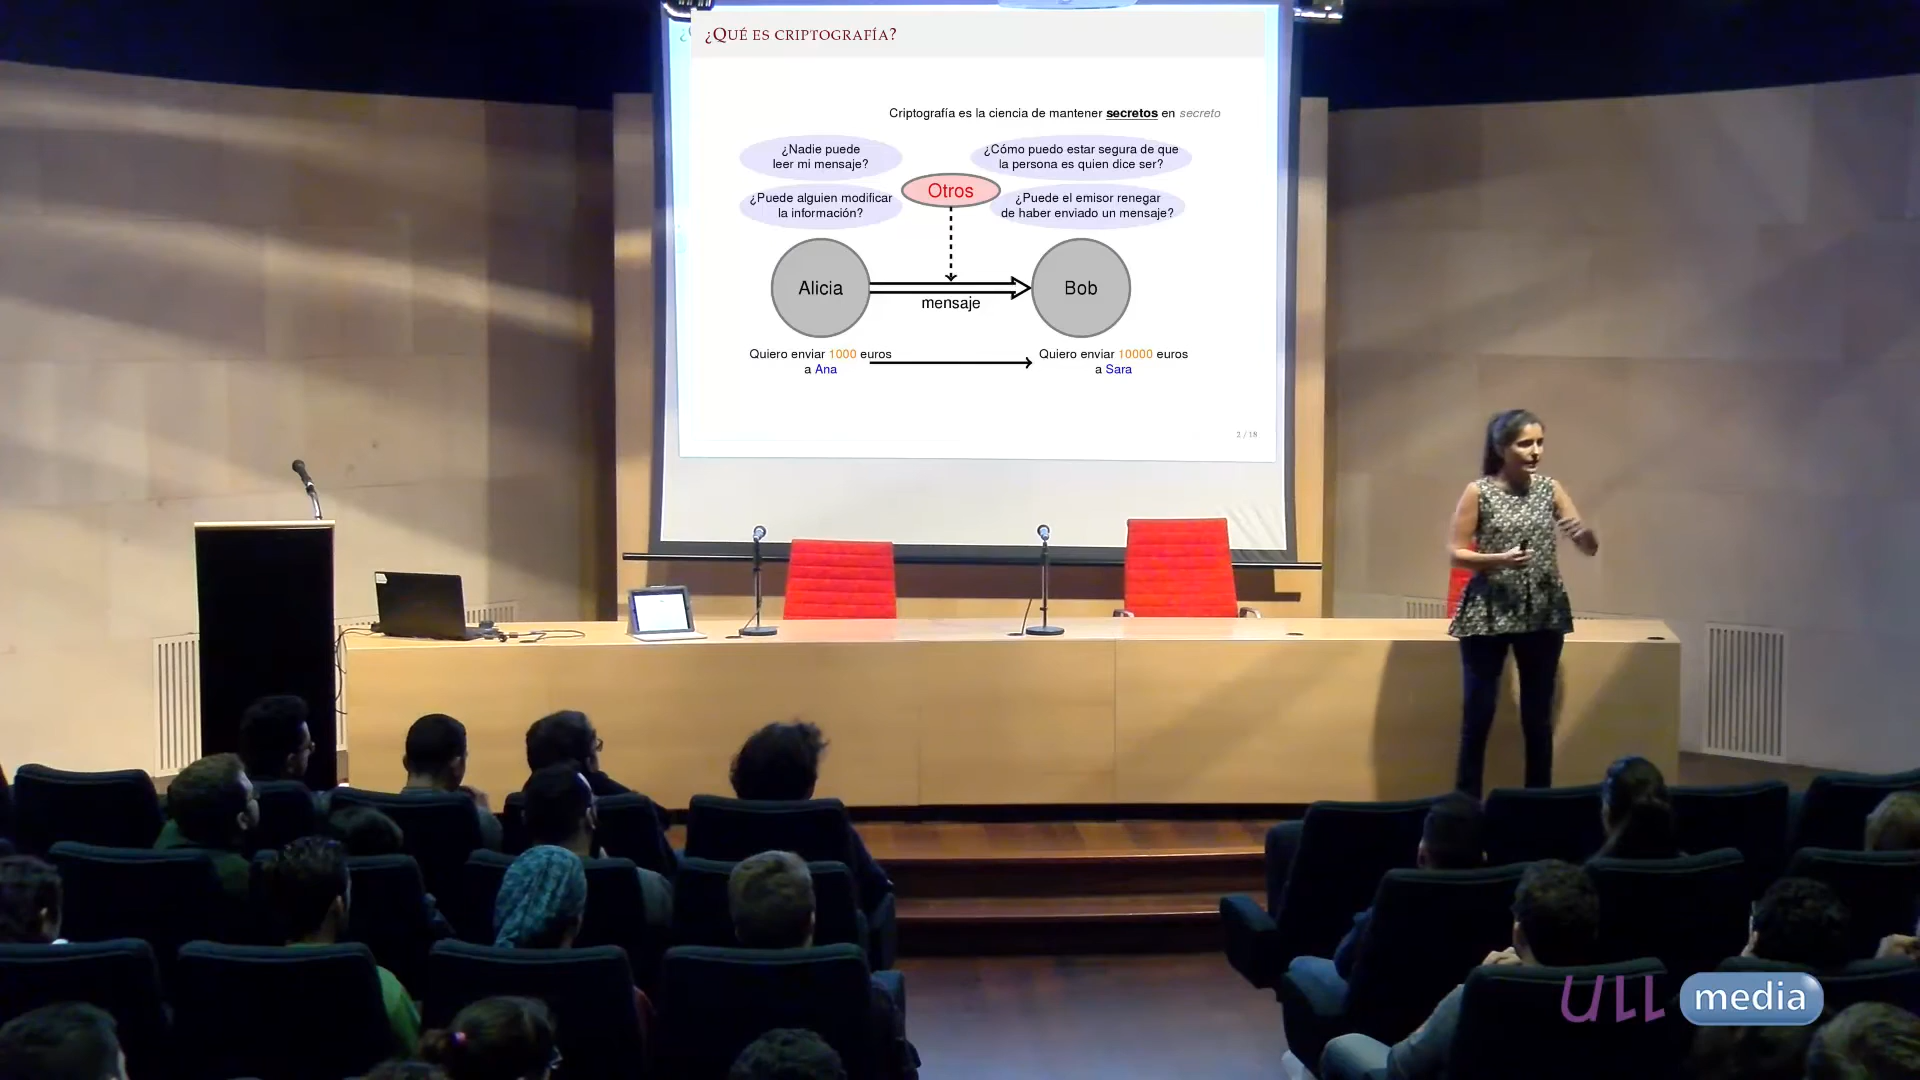 ¿QUÉ ES CRIPTOGRAFÍA?
Criptografía es la ciencia de mantener secretos en secreto
¿Nadie puede
leer mi mensaje?
¿Cómo puedo estar segura de que
la persona es quien dice ser?
Otros
¿Puede alguien modificar
la información?
¿Puede el emisor renegar
de haber enviado un mensaje?
Alicia
mensaje
Bob
Quiero enviar 1000 euros
a Ana
Quiero enviar 10000 euros
a Sara
2 / 18
ULL media